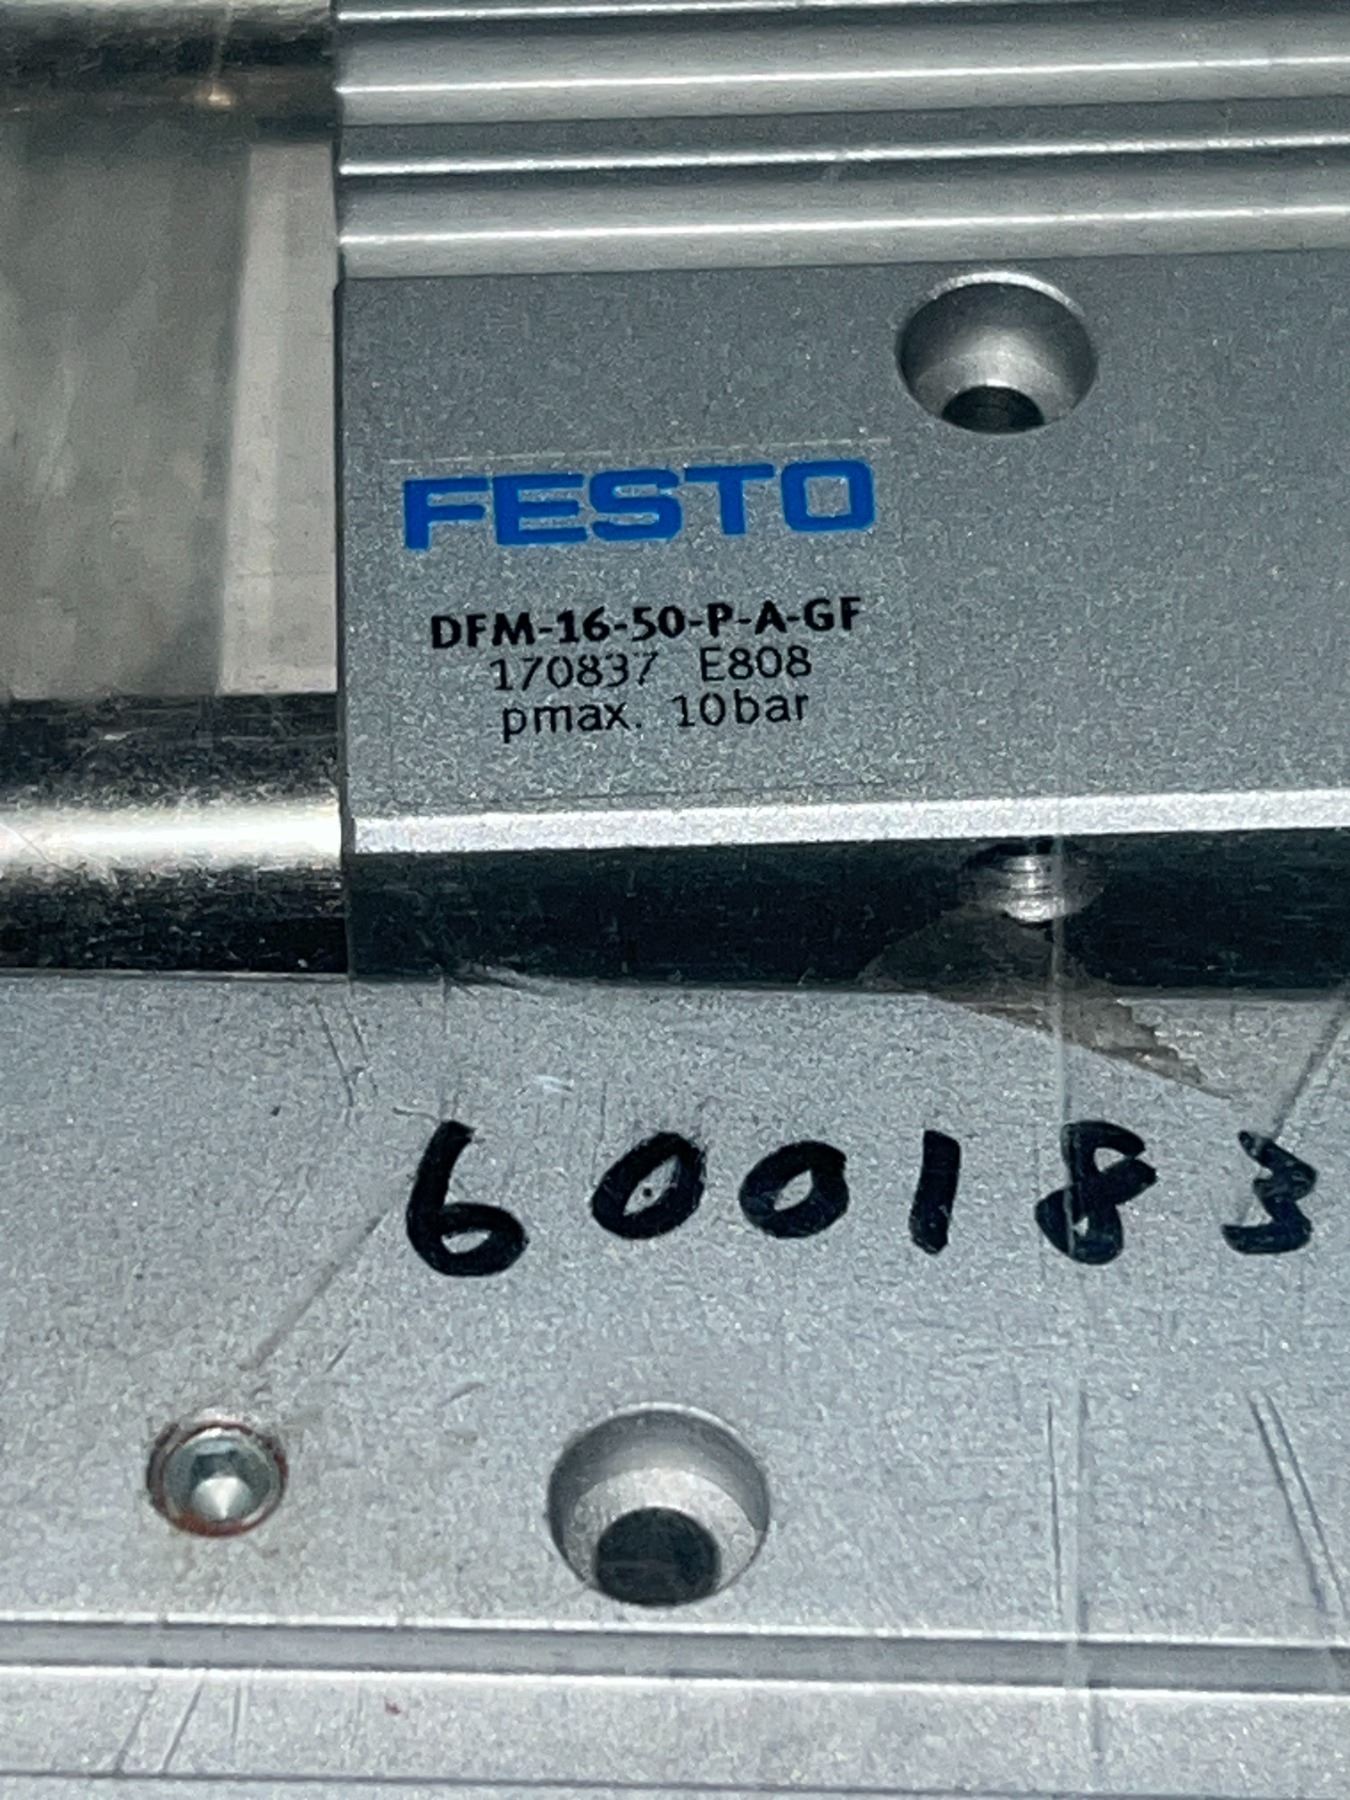 FESTO
DFM-16-50-P-A-GF
170837 E808
pmax. 10bar
600183